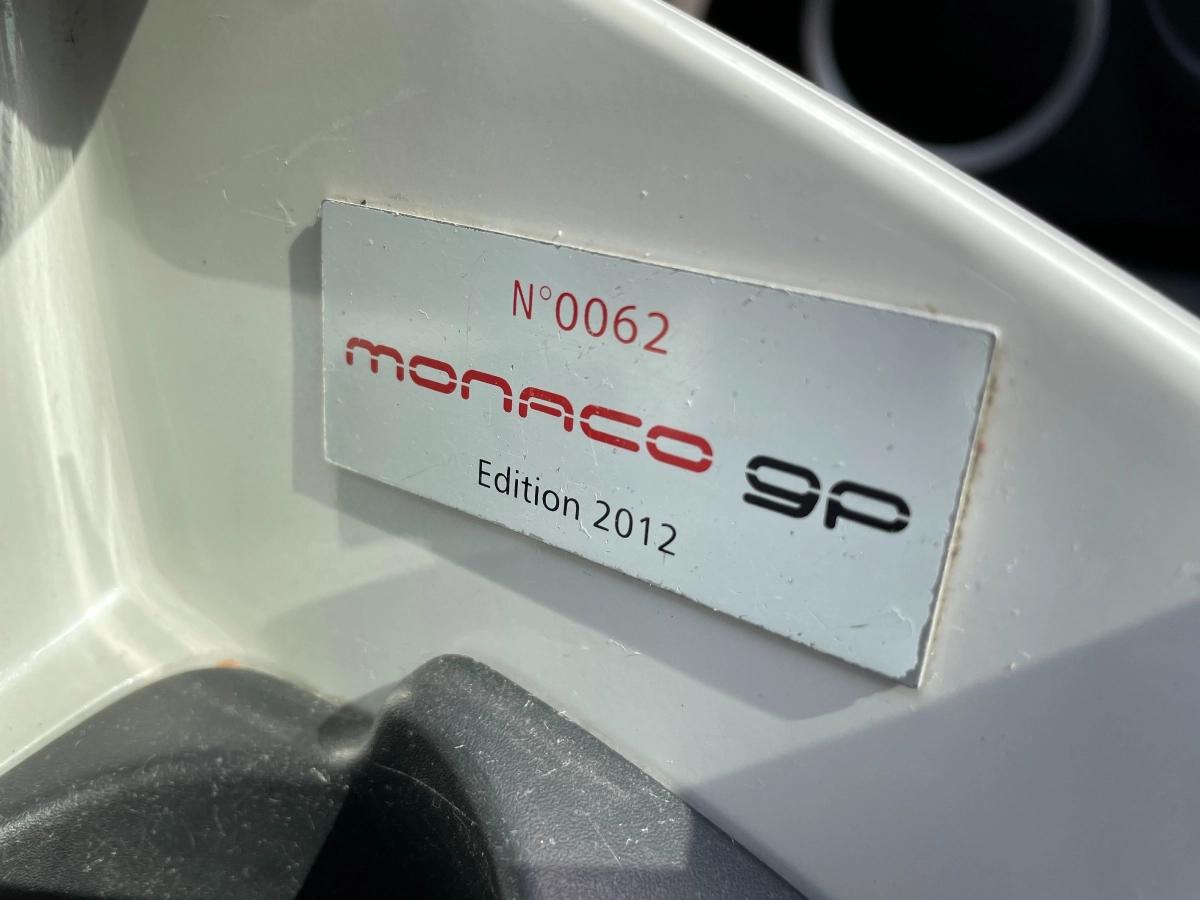 N°0062
monaco gp
Edition 2012